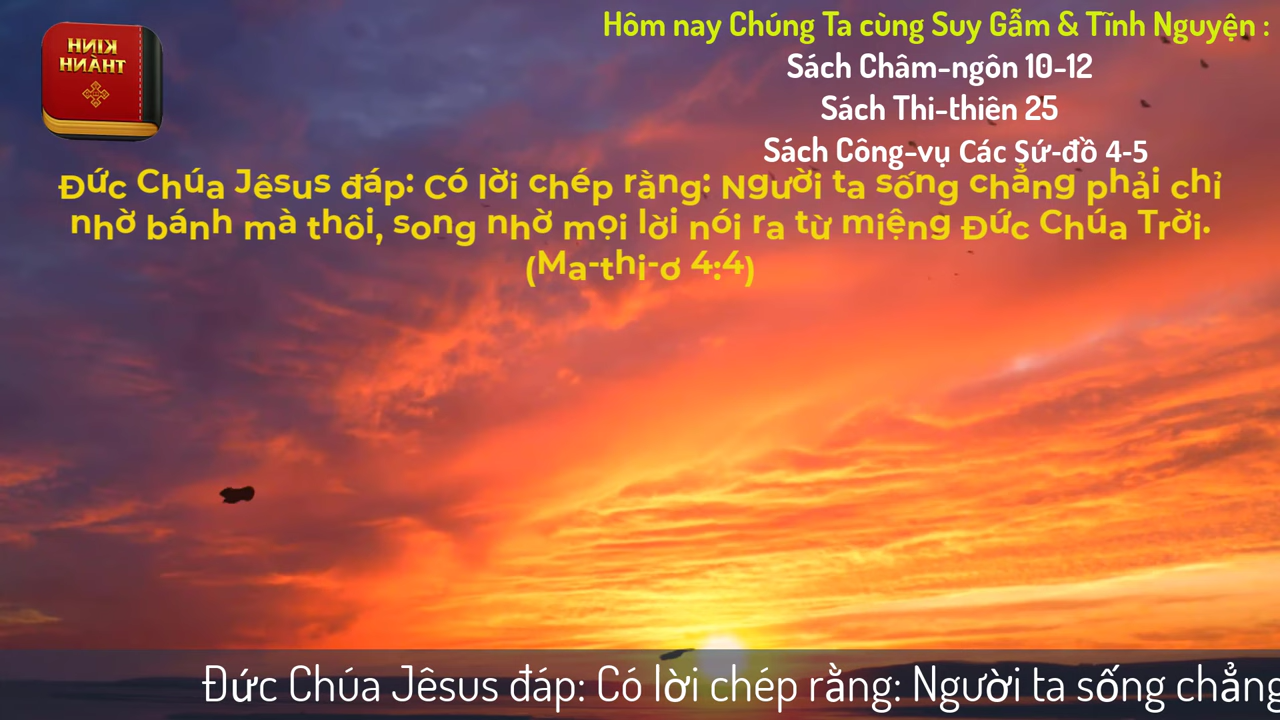 KINH
THÁNH
Hôm nay Chúng Ta cùng Suy Gẫm & Tĩnh Nguyện :
Sách Châm-ngôn 10-12
Sách Thi-thiên 25
Sách Công-vụ Các Sứ-đồ 4-5
Đức Chúa Jêsus đáp: Có lời chép rằng: Người ta sống chẳng phải chỉ
nhờ bánh mà thôi, song nhờ mọi lời nói ra từ miệng Đức Chúa Trời.
(Ma-thi-ơ 4:4)
Đức Chúa Jêsus đáp: Có lời chép rằng: Người ta sống chẳng